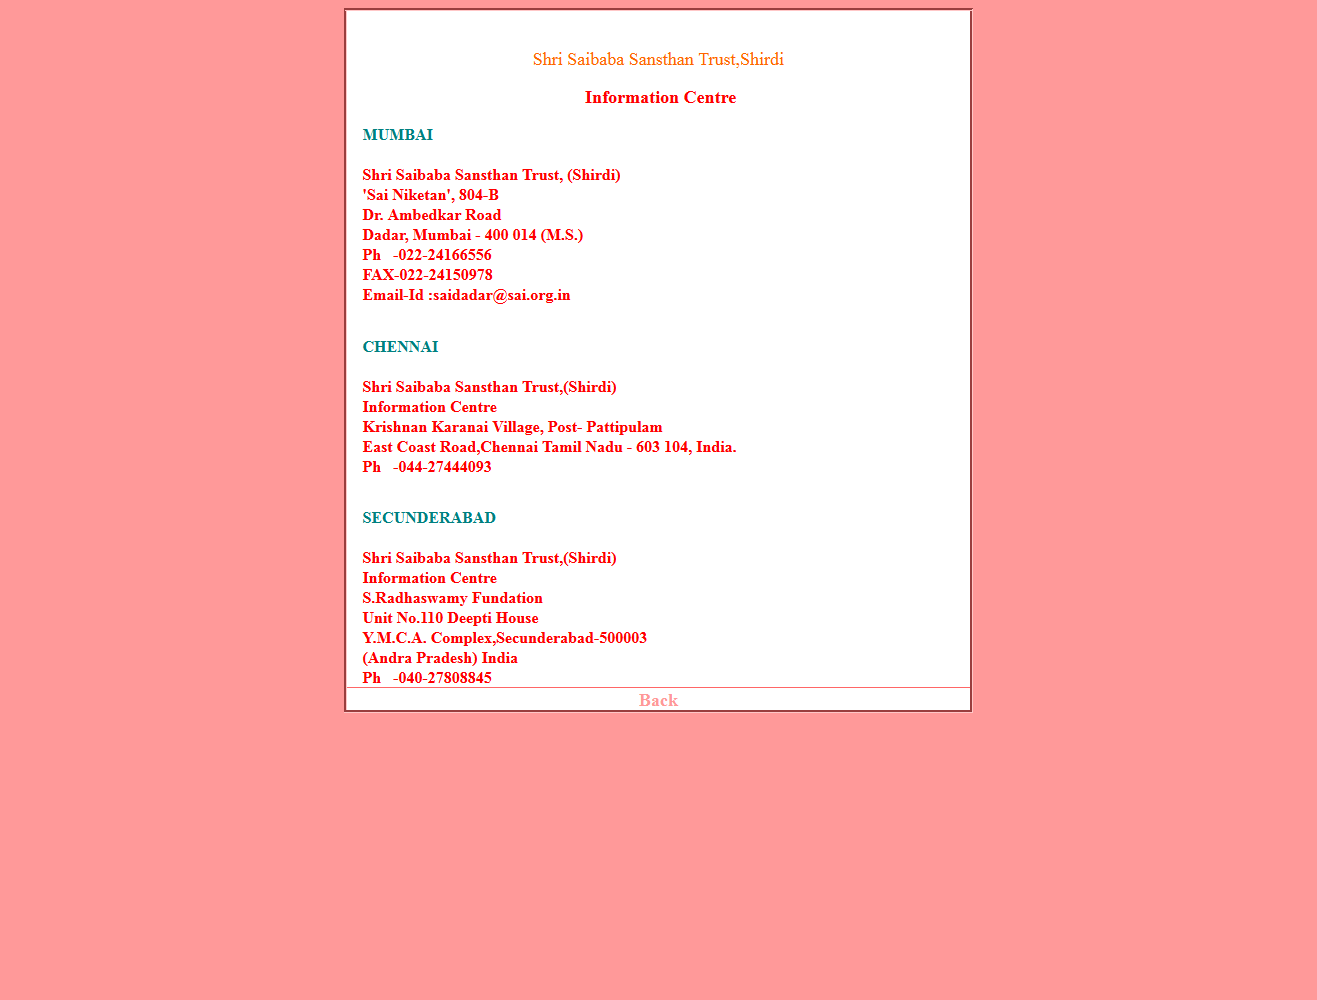 Shri Saibaba Sansthan Trust,Shirdi
Information Centre
MUMBAI
Shri Saibaba Sansthan Trust, (Shirdi)
'Sai Niketan', 804-B
Dr. Ambedkar Road
Dadar, Mumbai - 400 014 (M.S.)
Ph   -022-24166556
FAX-022-24150978
Email-Id :saidadar@sai.org.in
CHENNAI
Shri Saibaba Sansthan Trust,(Shirdi)
Information Centre
Krishnan Karanai Village, Post- Pattipulam
East Coast Road,Chennai Tamil Nadu - 603 104, India.
Ph   -044-27444093
SECUNDERABAD
Shri Saibaba Sansthan Trust,(Shirdi)
Information Centre
S.Radhaswamy Fundation
Unit No.110 Deepti House
Y.M.C.A. Complex,Secunderabad-500003
(Andra Pradesh) India
Ph   -040-27808845
Back